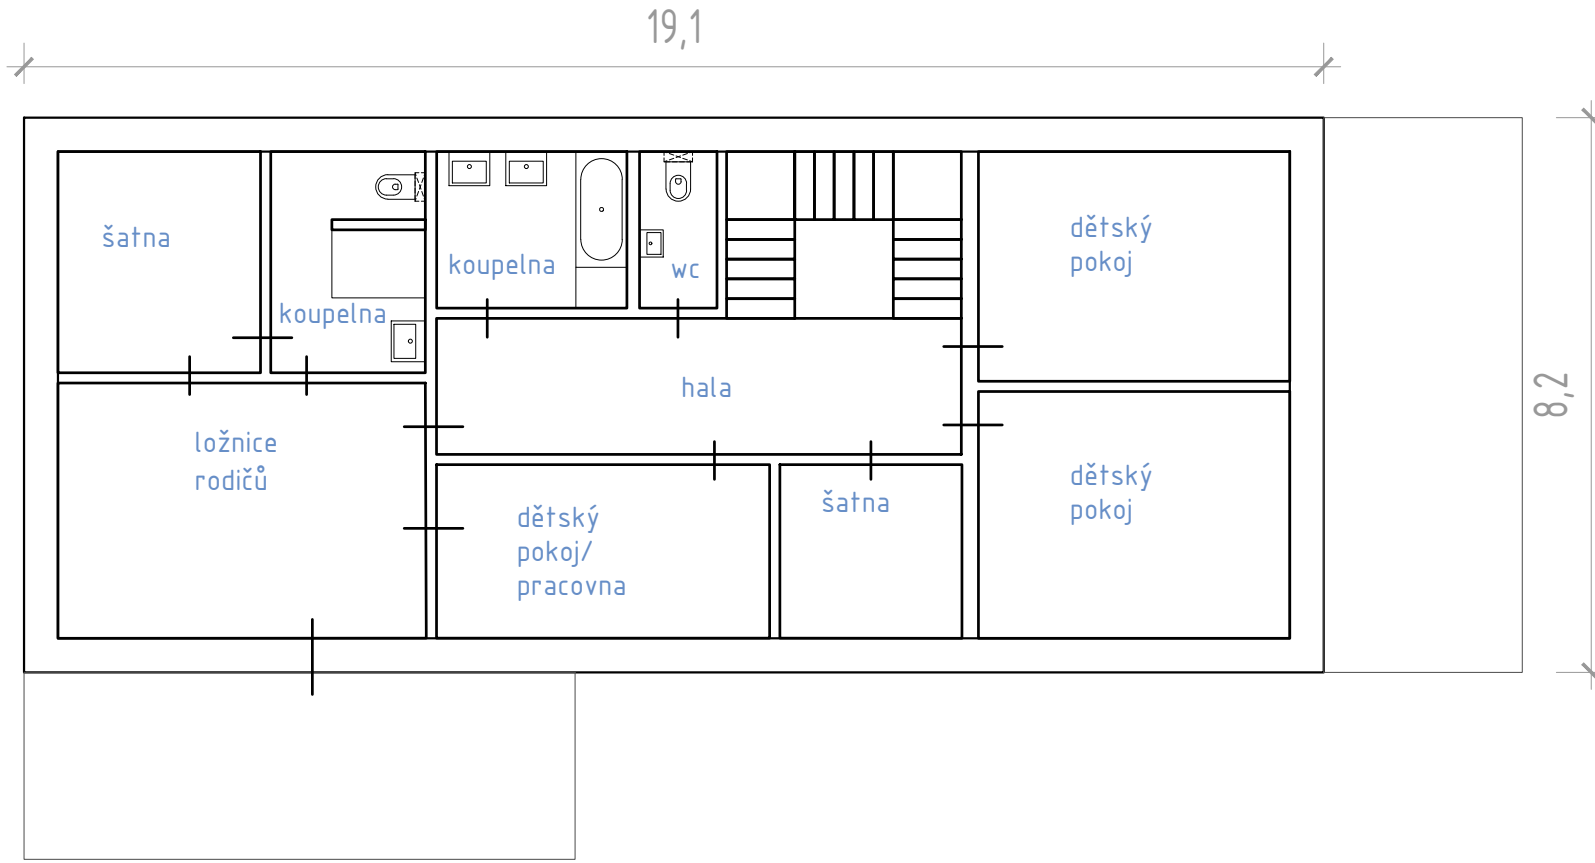 19,1
šatna
koupelna
koupelna
wc
dětský
pokoj
hala
8,2
ložnice
rodičů
dětský
pokoj/
pracovna
šatna
dětský
pokoj